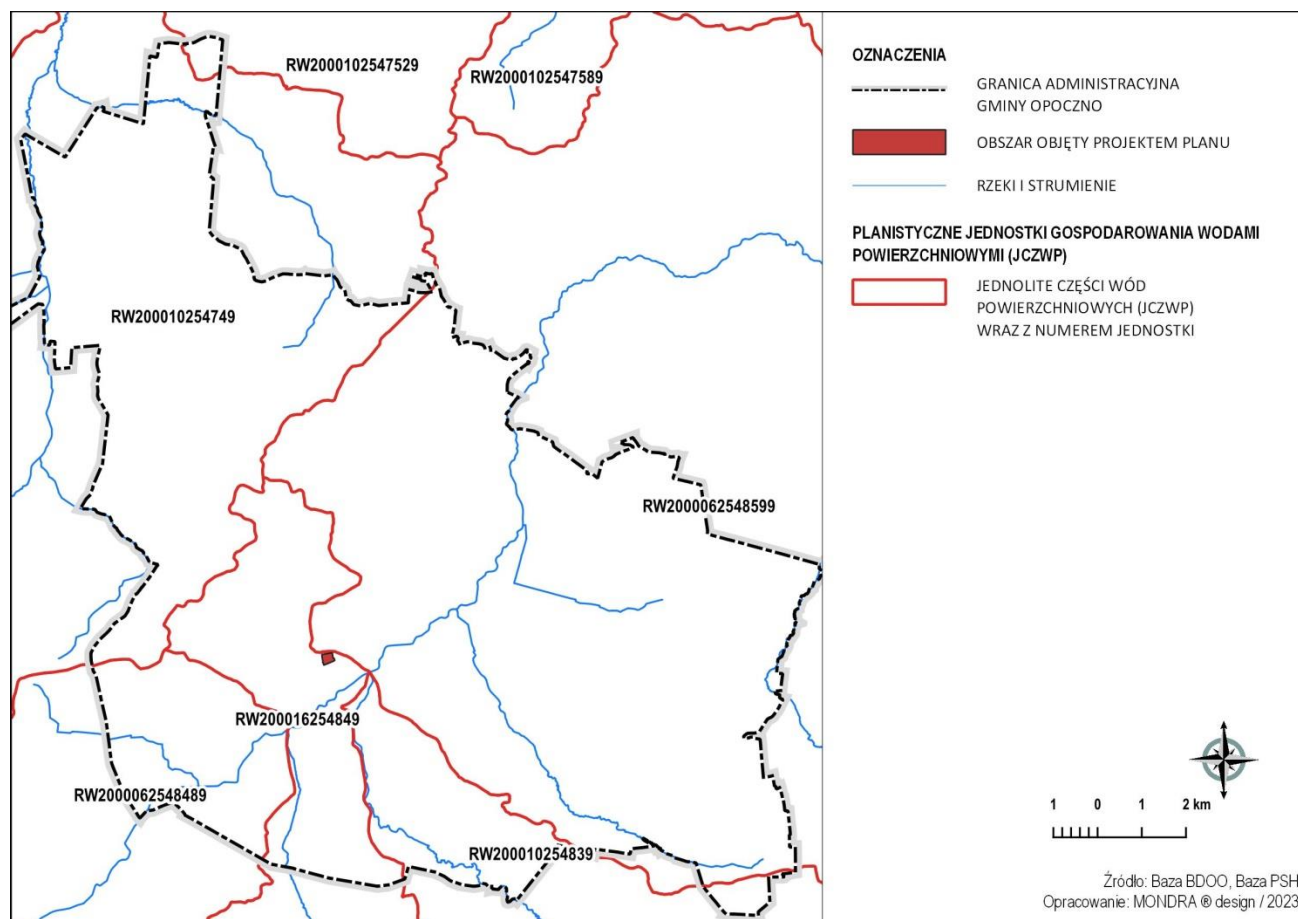 RW2000102547529
RW2000102547589
RW200010254749
RW2000062548599
RW200016254849
RW2000062548489
RW200010254839
OZNACZENIA
GRANICA ADMINISTRACYJNA
GMINY OPOCZNO
OBSZAR OBJĘTY PROJEKTEM PLANU
RZEKI I STRUMIENIE
PLANISTYCZNE JEDNOSTKI GOSPODAROWANIA WODAMI
POWIERZCHNIOWYMI (JCZWP)
JEDNOLITE CZĘŚCI WÓD
POWIERZCHNIOWYCH (JCZWP)
WRAZ Z NUMEREM JEDNOSTKI
1 0 1 2 km
Źródło: Baza BDOO, Baza PSH
Opracowanie: MONDRA ® design / 2023